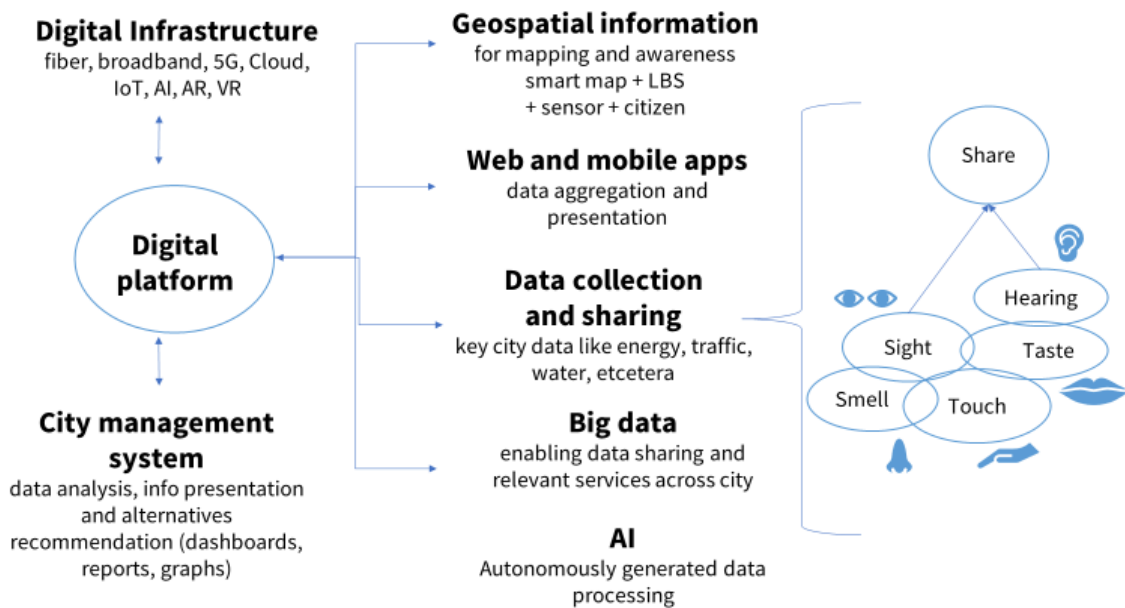 Digital Infrastructure
fiber, broadband, 5G, Cloud,
IoT, AI, AR, VR
Digital
platform
City management
system
data analysis, info presentation
and alternatives
recommendation (dashboards,
reports, graphs)
Geospatial information
for mapping and awareness
smart map + LBS
+ sensor + citizen
Web and mobile apps
data aggregation and
presentation
Data collection
and sharing
key city data like energy, traffic,
water, etcetera
Big data
enabling data sharing and
relevant services across city
AI
Autonomously generated data
processing
Share
Hearing
Sight
Taste
Smell
Touch